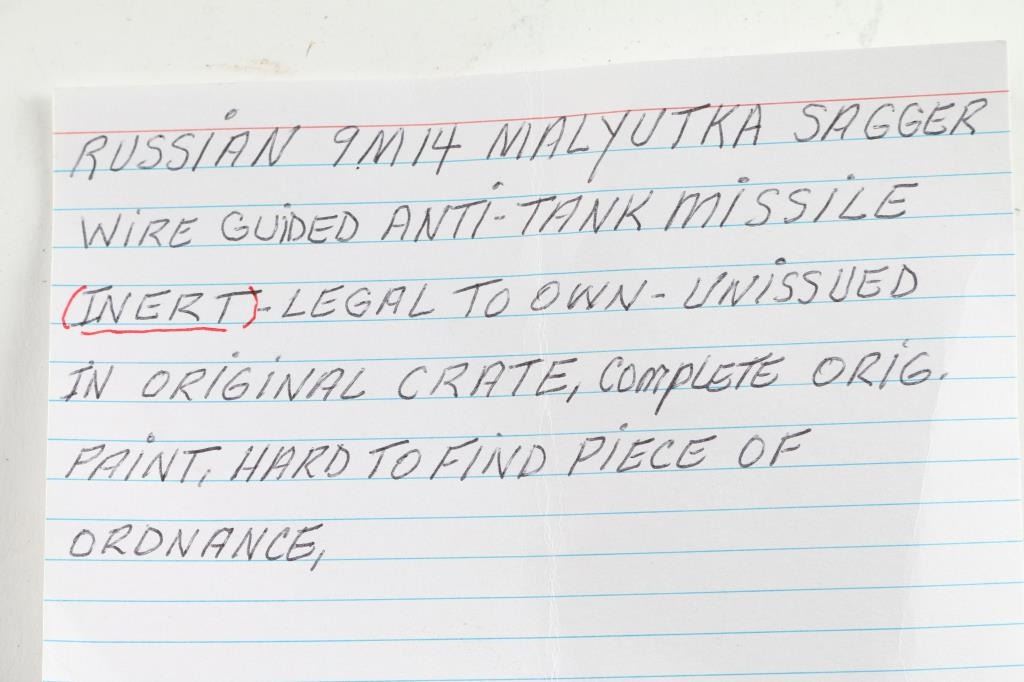 RUSSIAN 9M14 MALYUTKA SAGGER
WIRE GUIDED ANTI-TANK MISSILE
(INERT)-LEGAL TO OWN-UNISSUED
IN ORIGINAL CRATE, COMPLETE ORIG.
PAINT, HARD TO FIND PIECE OF
ORDNANCE,